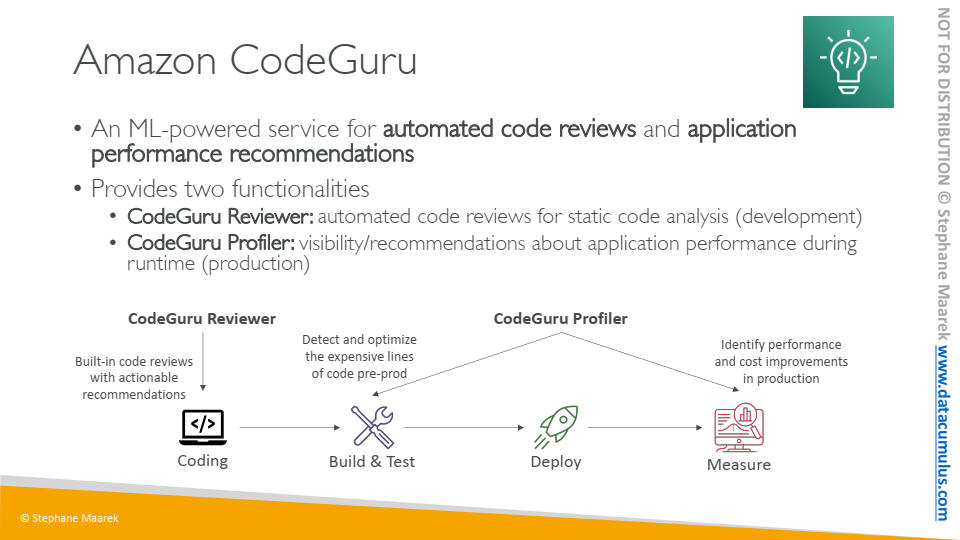 Amazon CodeGuru
• An ML-powered service for automated code reviews and application
performance recommendations
• Provides two functionalities
• CodeGuru Reviewer: automated code reviews for static code analysis (development)
• CodeGuru Profiler: visibility/recommendations about application performance during
runtime (production)
CodeGuru Reviewer
Built-in code reviews
with actionable
recommendations
CodeGuru Profiler
Detect and optimize
the expensive lines
of code pre-prod
Identify performance
and cost improvements
in production
</>
Coding
Build & Test
Deploy
Measure
© Stephane Maarek
NOT FOR DISTRIBUTION © Stephane Maarek www.datacumulus.com